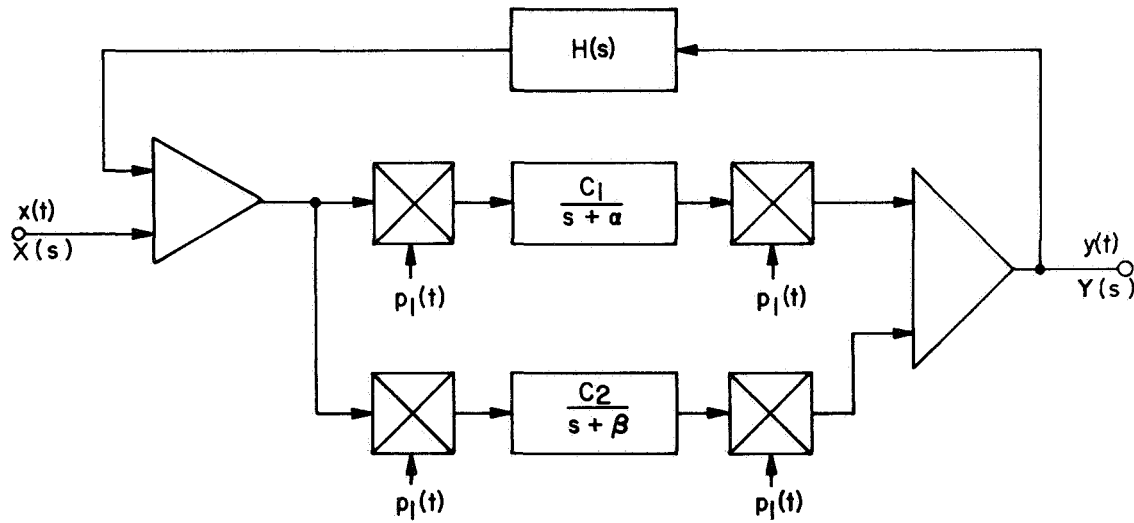 H(s)
x(t)
X(s)
C1
s + α
p1(t)
p1(t)
y(t)
Y(s)
C2
s + β
p1(t)
p1(t)